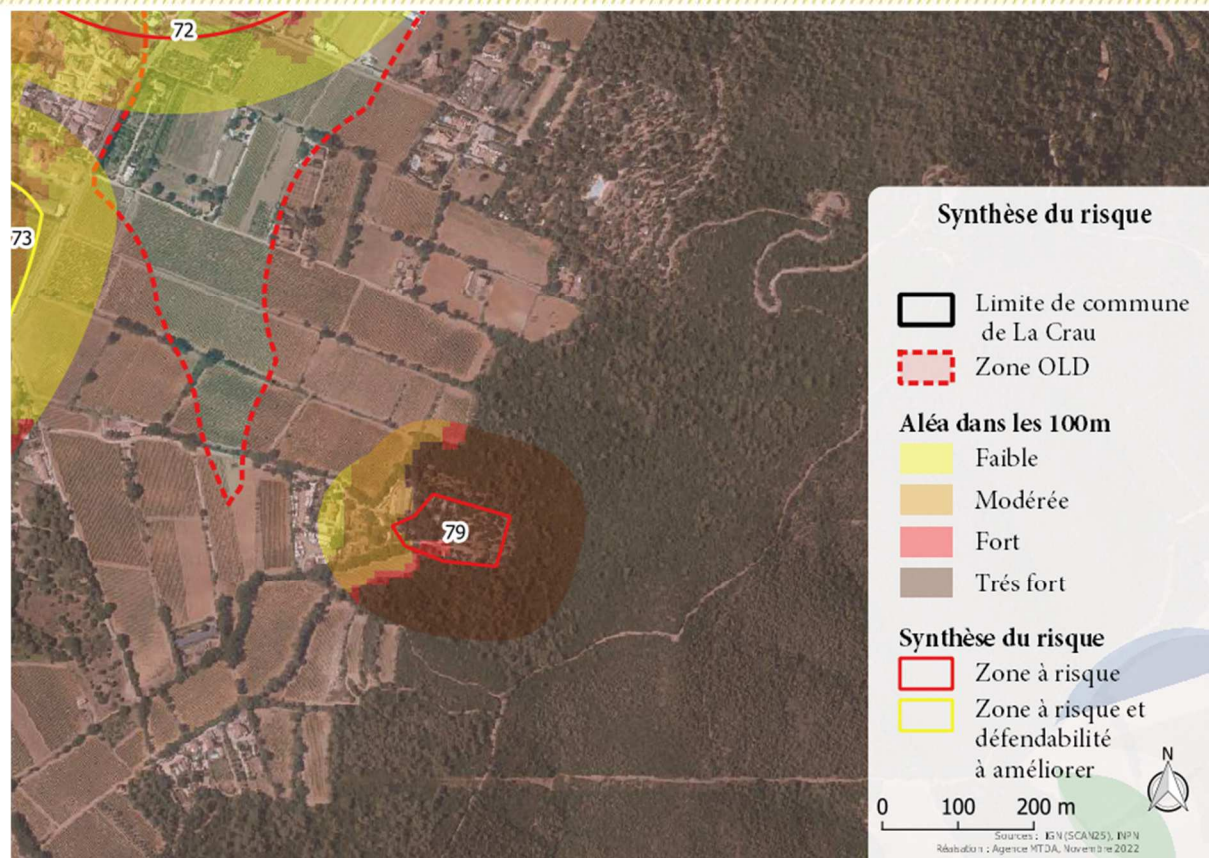 72
73
79
Synthèse du risque
Limite de commune
de La Crau
Zone OLD
Aléa dans les 100m
Faible
Modérée
Fort
Trés fort
Synthèse du risque
Zone à risque
Zone à risque et
défendabilité
à améliorer
N
0 100 200 m
Sources : IGN (SCAN25), INPN
Réalisation : Agence MTDA, Novembre 2022